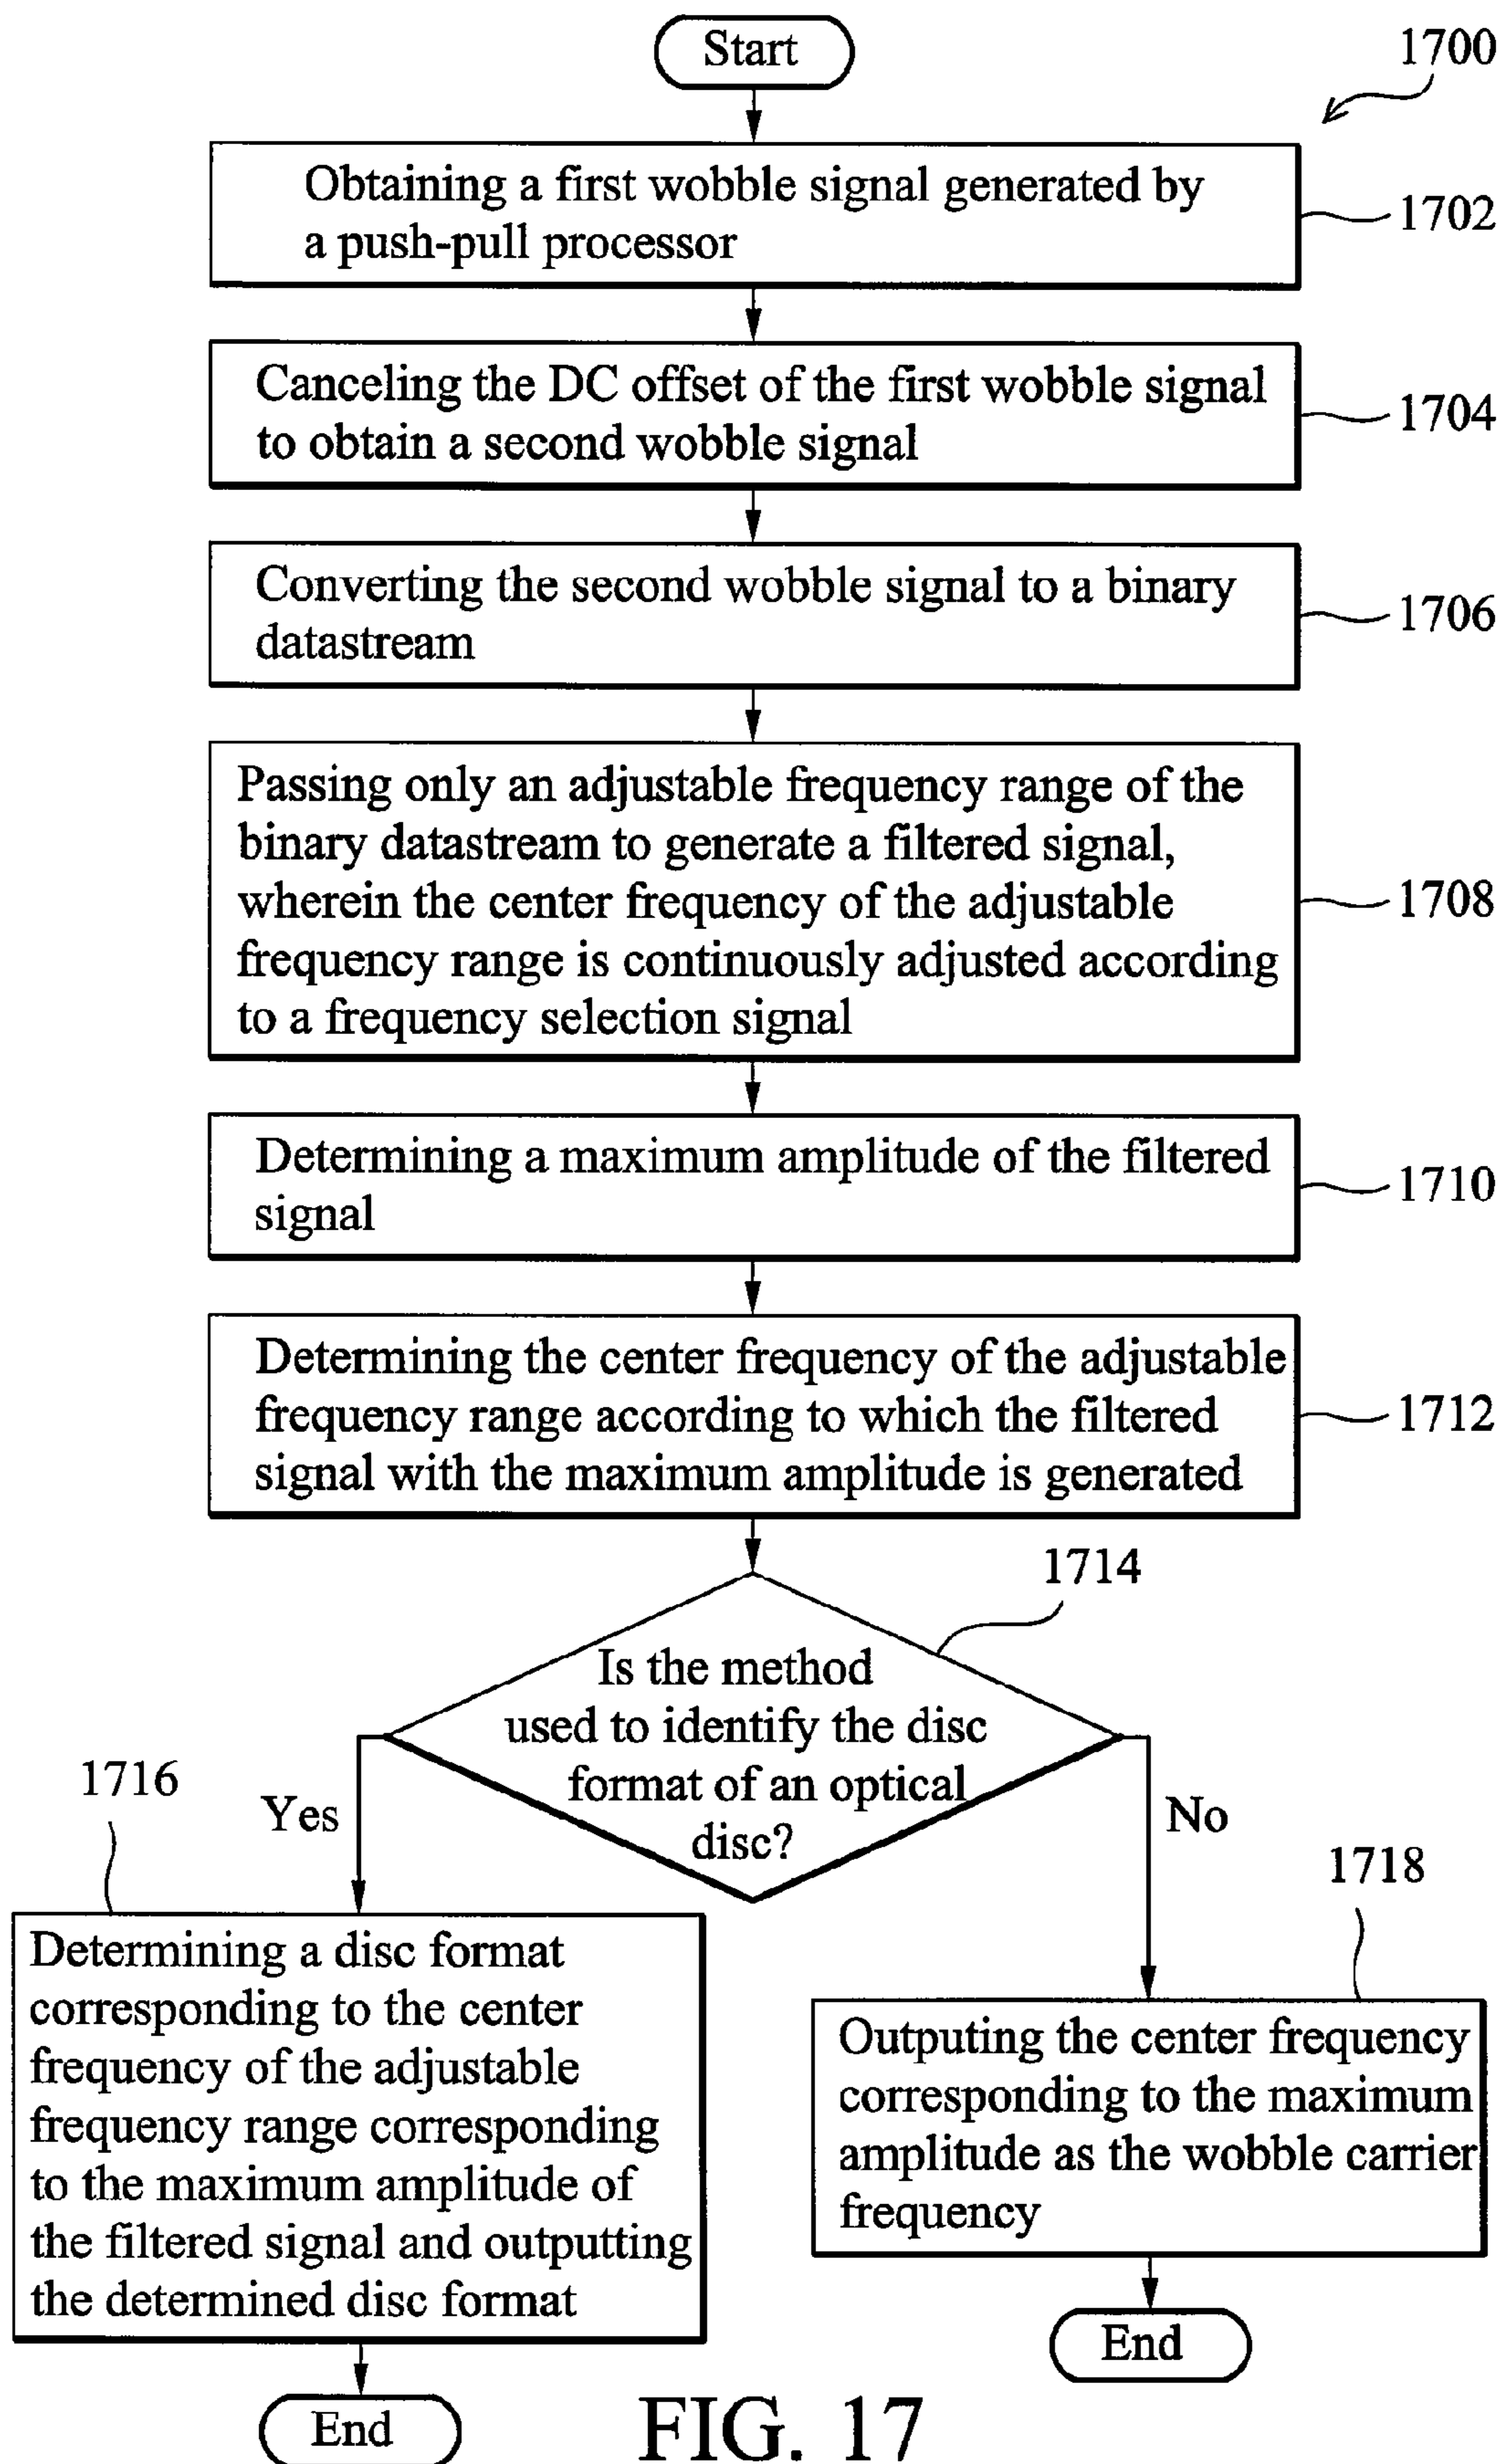 Start
1700
Obtaining a first wobble signal generated by
a push-pull processor
1702
Canceling the DC offset of the first wobble signal
to obtain a second wobble signal
1704
Converting the second wobble signal to a binary
datastream
1706
Passing only an adjustable frequency range of the
binary datastream to generate a filtered signal,
wherein the center frequency of the adjustable
frequency range is continuously adjusted according
to a frequency selection signal
1708
Determining a maximum amplitude of the filtered
signal
1710
Determining the center frequency of the adjustable
frequency range according to which the filtered
signal with the maximum amplitude is generated
1712
1714
Is the method
used to identify the disc
format of an optical
disc?
1716
Yes
No
1718
Determining a disc format
corresponding to the center
frequency of the adjustable
frequency range corresponding
to the maximum amplitude of
the filtered signal and outputting
the determined disc format
Outputing the center frequency
corresponding to the maximum
amplitude as the wobble carrier
frequency
End
End
FIG. 17